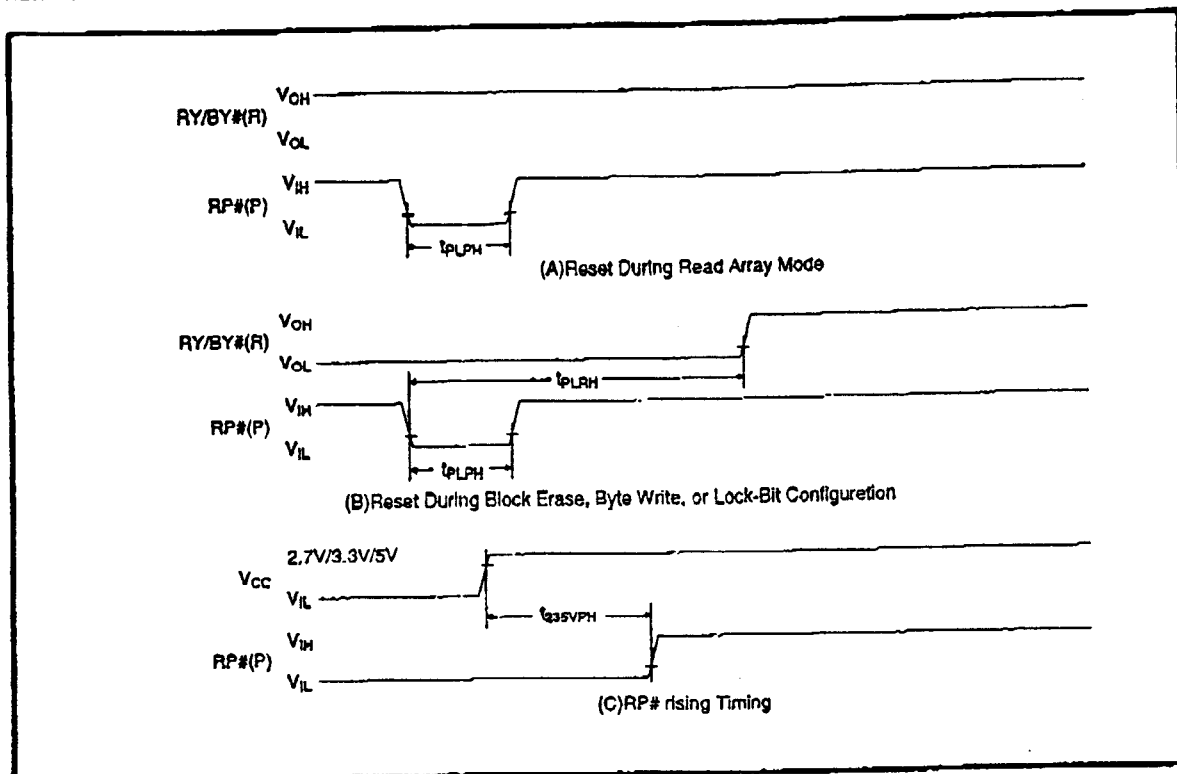 VOH
RY/BY#(R)
VOL
VIH
RP#(P)
VIL
tPLPH
(A)Reset During Read Array Mode
VOH
RY/BY#(R)
VOL
tPLRH
VIH
RP#(P)
VIL
tPLPH
(B)Reset During Block Erase, Byte Write, or Lock-Bit Configuretion
2.7V/3.3V/5V
VCC
VIL
t235VPH
VIH
RP#(P)
VIL
(C)RP# rising Timing